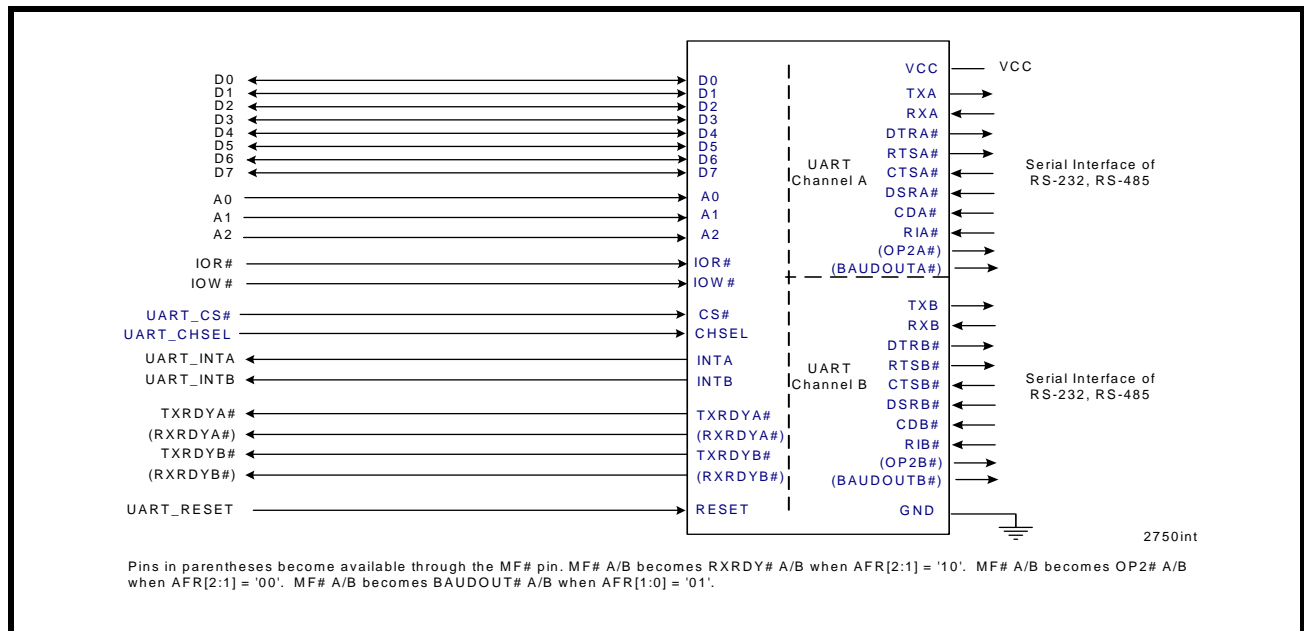 D0
D1
D2
D3
D4
D5
D6
D7
A0
A1
A2
IOR#
IOW#
UART_CS#
UART_CHSEL
UART_INTA
UART_INTB
TXRDYA#
(RXRDYA#)
TXRDYB#
(RXRDYB#)
UART_RESET
D0
D1
D2
D3
D4
D5
D6
D7
A0
A1
A2
IOR#
IOW#
CS#
CHSEL
INTA
INTB
TXRDYA#
(RXRDYA#)
TXRDYB#
(RXRDYB#)
RESET
UART
Channel A
UART
Channel B
VCC
TXA
RXA
DTRA#
RTSA#
CTSA#
DSRA#
CDA#
RIA#
(OP2A#)
(BAUDOUTA#)
TXB
RXB
DTRB#
RTSB#
CTSB#
DSRB#
CDB#
RIB#
(OP2B#)
(BAUDOUTB#)
GND
VCC
Serial Interface of
RS-232, RS-485
Serial Interface of
RS-232, RS-485
2750int
Pins in parentheses become available through the MF# pin. MF# A/B becomes RXRDY# A/B when AFR[2:1] = '10'. MF# A/B becomes OP2# A/B
when AFR[2:1] = '00'. MF# A/B becomes BAUDOUT# A/B when AFR[1:0] = '01'.